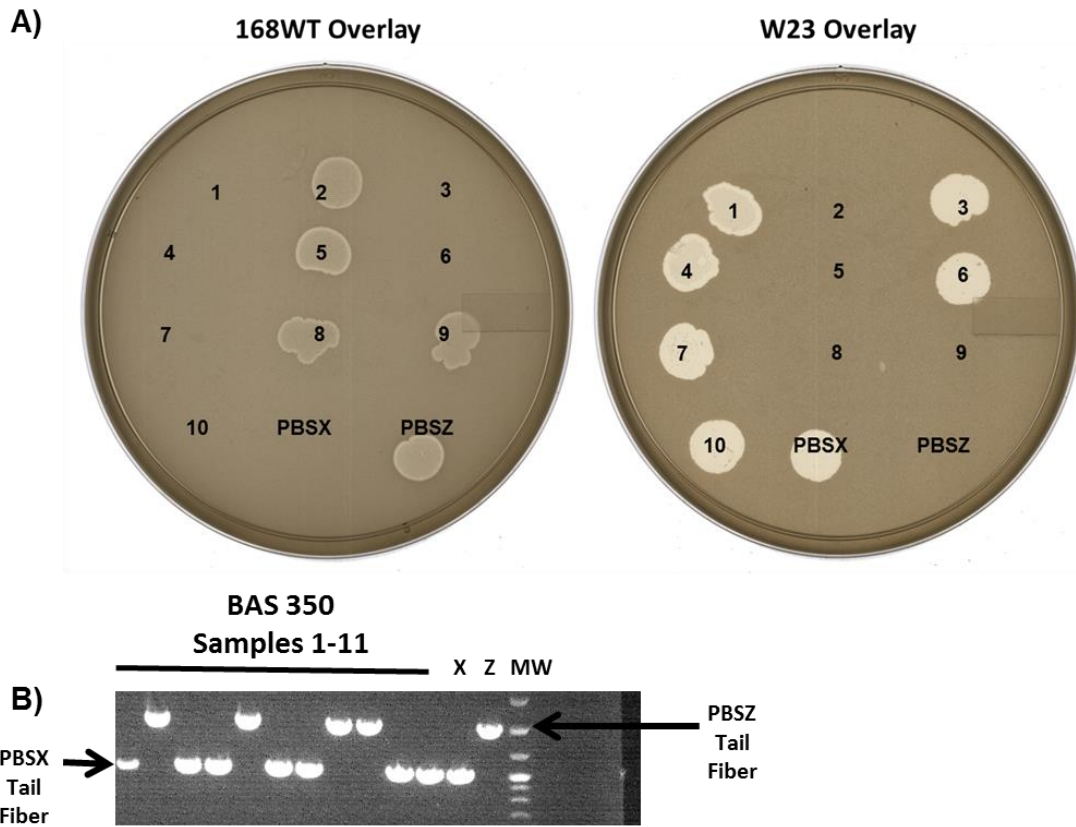 A)
168WT Overlay
W23 Overlay
1 2 3
4 5 6
7 8 9
10 PBSX PBSZ
1 2 3
4 5 6
7 8 9
10 PBSX PBSZ
BAS 350
Samples 1-11
X Z MW
B)
PBSX
Tail
Fiber
PBSZ
Tail
Fiber